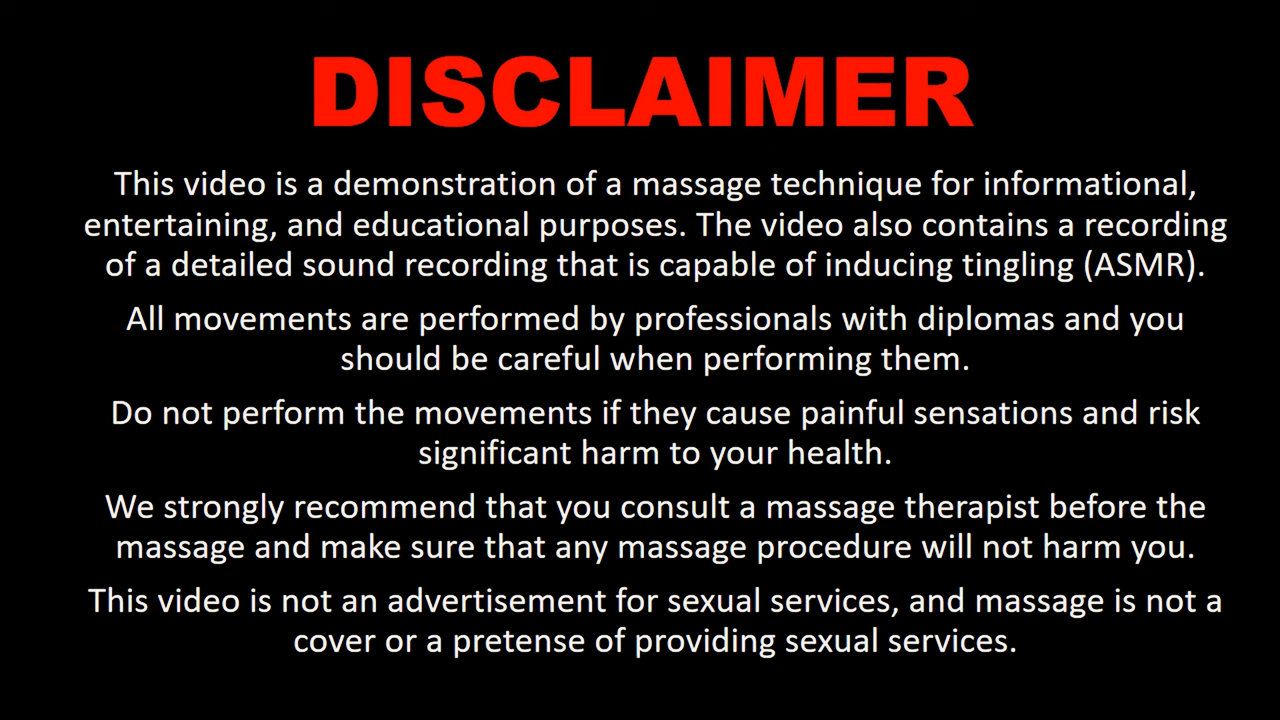 DISCLAIMER
This video is a demonstration of a massage technique for informational,
entertaining, and educational purposes. The video also contains a recording
of a detailed sound recording that is capable of inducing tingling (ASMR).
All movements are performed by professionals with diplomas and you
should be careful when performing them.
Do not perform the movements if they cause painful sensations and risk
significant harm to your health.
We strongly recommend that you consult a massage therapist before the
massage and make sure that any massage procedure will not harm you.
This video is not an advertisement for sexual services, and massage is not a
cover or a pretense of providing sexual services.